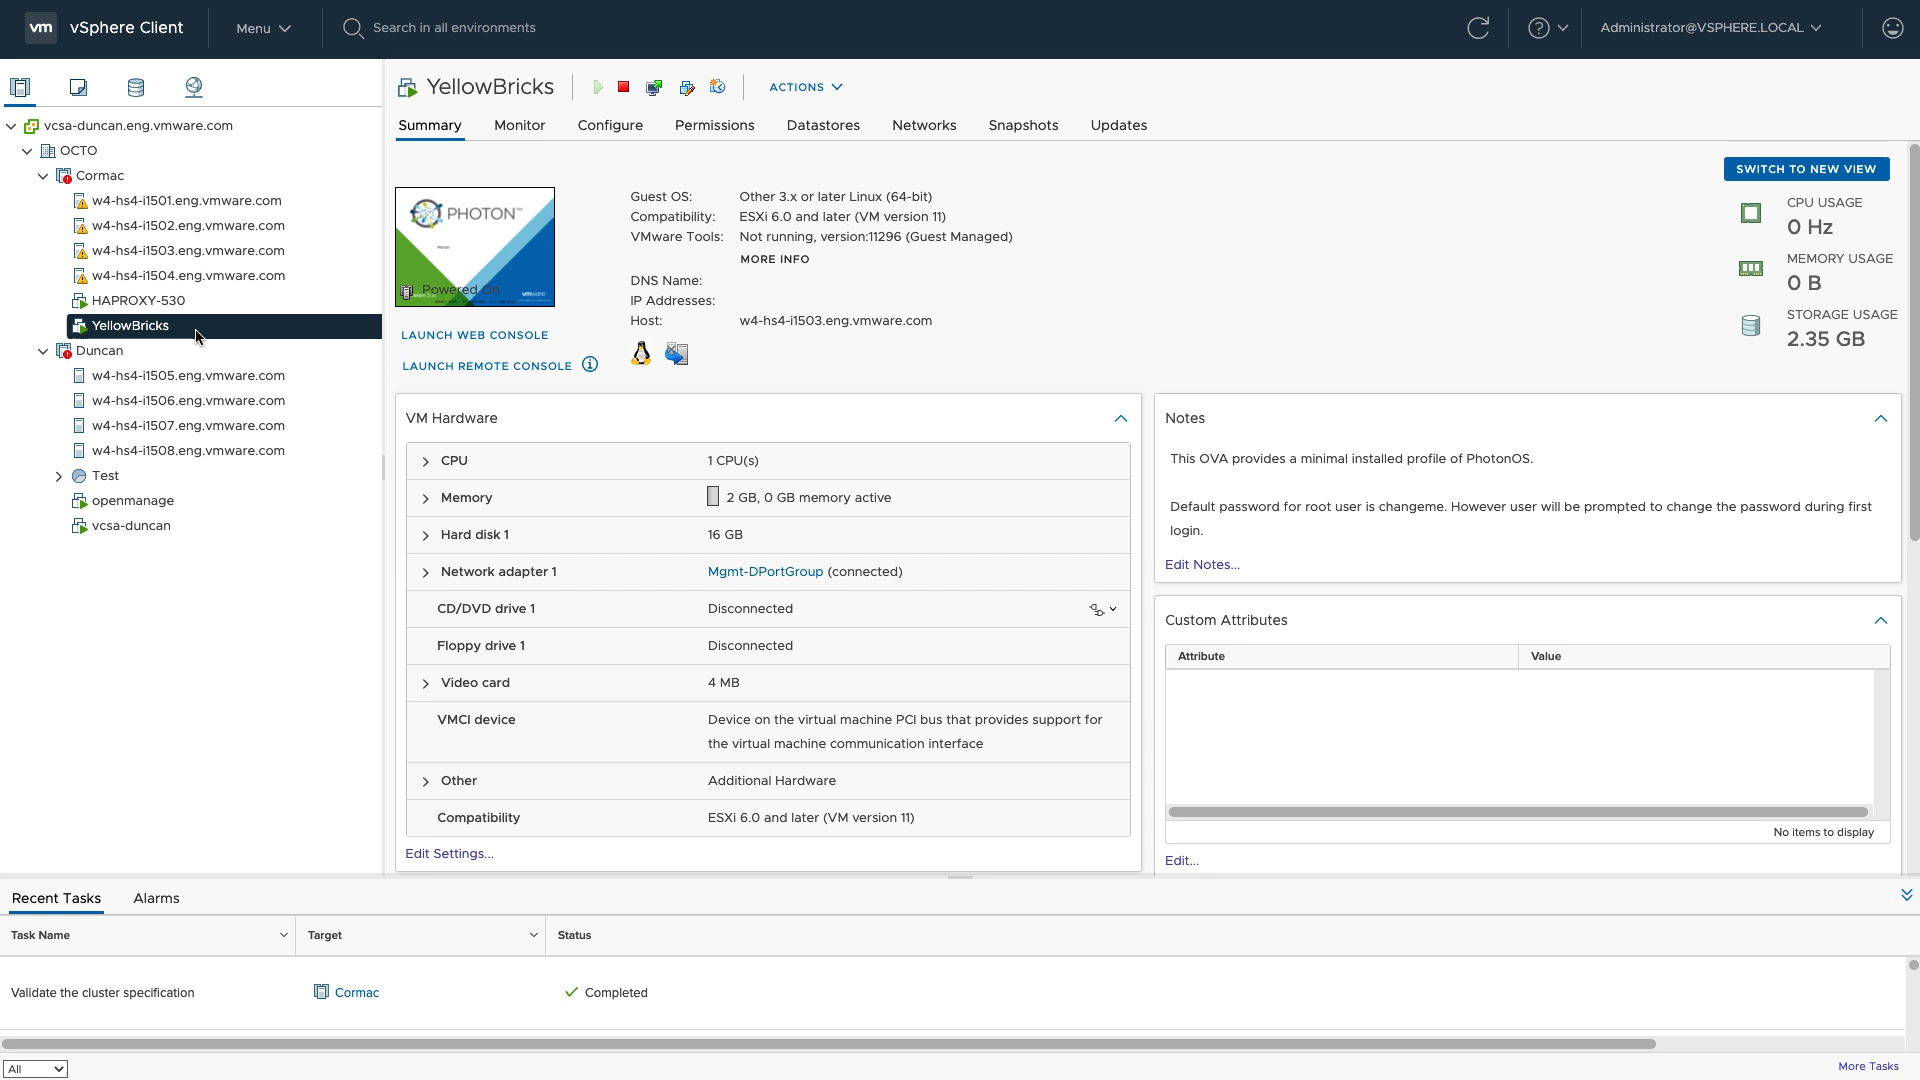 vm vSphere Client Menu Search in all environments Administrator@VSPHERE.LOCAL
vcsa-duncan.eng.vmware.com
OCTO
Cormac
w4-hs4-i1501.eng.vmware.com
w4-hs4-i1502.eng.vmware.com
w4-hs4-i1503.eng.vmware.com
w4-hs4-i1504.eng.vmware.com
HAPROXY-530
YellowBricks
Duncan
w4-hs4-i1505.eng.vmware.com
w4-hs4-i1506.eng.vmware.com
w4-hs4-i1507.eng.vmware.com
w4-hs4-i1508.eng.vmware.com
Test
openmanage
vcsa-duncan
YellowBricks ACTIONS
Summary Monitor Configure Permissions Datastores Networks Snapshots Updates
SWITCH TO NEW VIEW
PHOTON™
Powered On
vmware
LAUNCH WEB CONSOLE
LAUNCH REMOTE CONSOLE
Guest OS: Other 3.x or later Linux (64-bit)
Compatibility: ESXi 6.0 and later (VM version 11)
VMware Tools: Not running, version:11296 (Guest Managed)
MORE INFO
DNS Name:
IP Addresses:
Host: w4-hs4-i1503.eng.vmware.com
CPU USAGE
0 Hz
MEMORY USAGE
0 B
STORAGE USAGE
2.35 GB
VM Hardware
CPU 1 CPU(s)
Memory 2 GB, 0 GB memory active
Hard disk 1 16 GB
Network adapter 1 Mgmt-DPortGroup (connected)
CD/DVD drive 1 Disconnected
Floppy drive 1 Disconnected
Video card 4 MB
VMCI device Device on the virtual machine PCI bus that provides support for
the virtual machine communication interface
Other Additional Hardware
Compatibility ESXi 6.0 and later (VM version 11)
Edit Settings...
Notes
This OVA provides a minimal installed profile of PhotonOS.
Default password for root user is changeme. However user will be prompted to change the password during first
login.
Edit Notes...
Custom Attributes
Attribute Value
No items to display
Edit...
Recent Tasks Alarms
Task Name Target Status
Validate the cluster specification Cormac Completed
All More Tasks